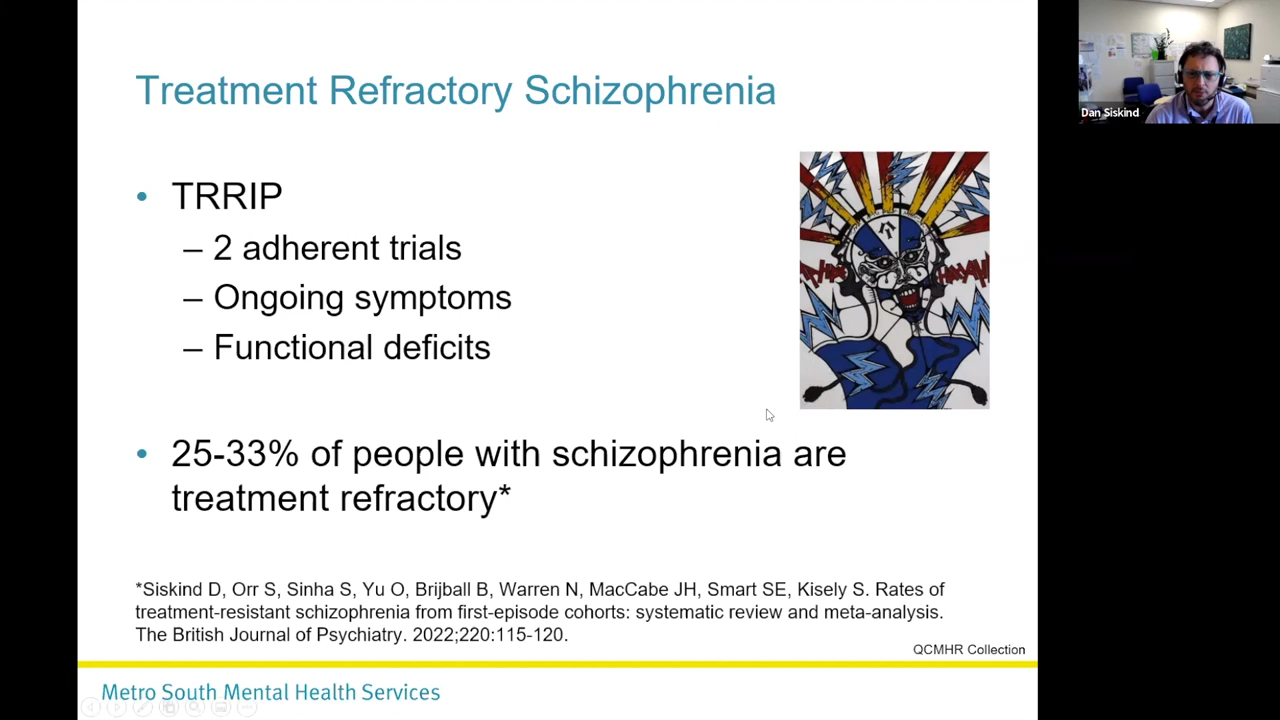 Treatment Refractory Schizophrenia
Dan Siskind
• TRRIP
– 2 adherent trials
– Ongoing symptoms
– Functional deficits
• 25-33% of people with schizophrenia are
treatment refractory*
*Siskind D, Orr S, Sinha S, Yu O, Brijball B, Warren N, MacCabe JH, Smart SE, Kisely S. Rates of
treatment-resistant schizophrenia from first-episode cohorts: systematic review and meta-analysis.
The British Journal of Psychiatry. 2022;220:115-120.
QCMHR Collection
Metro South Mental Health Services